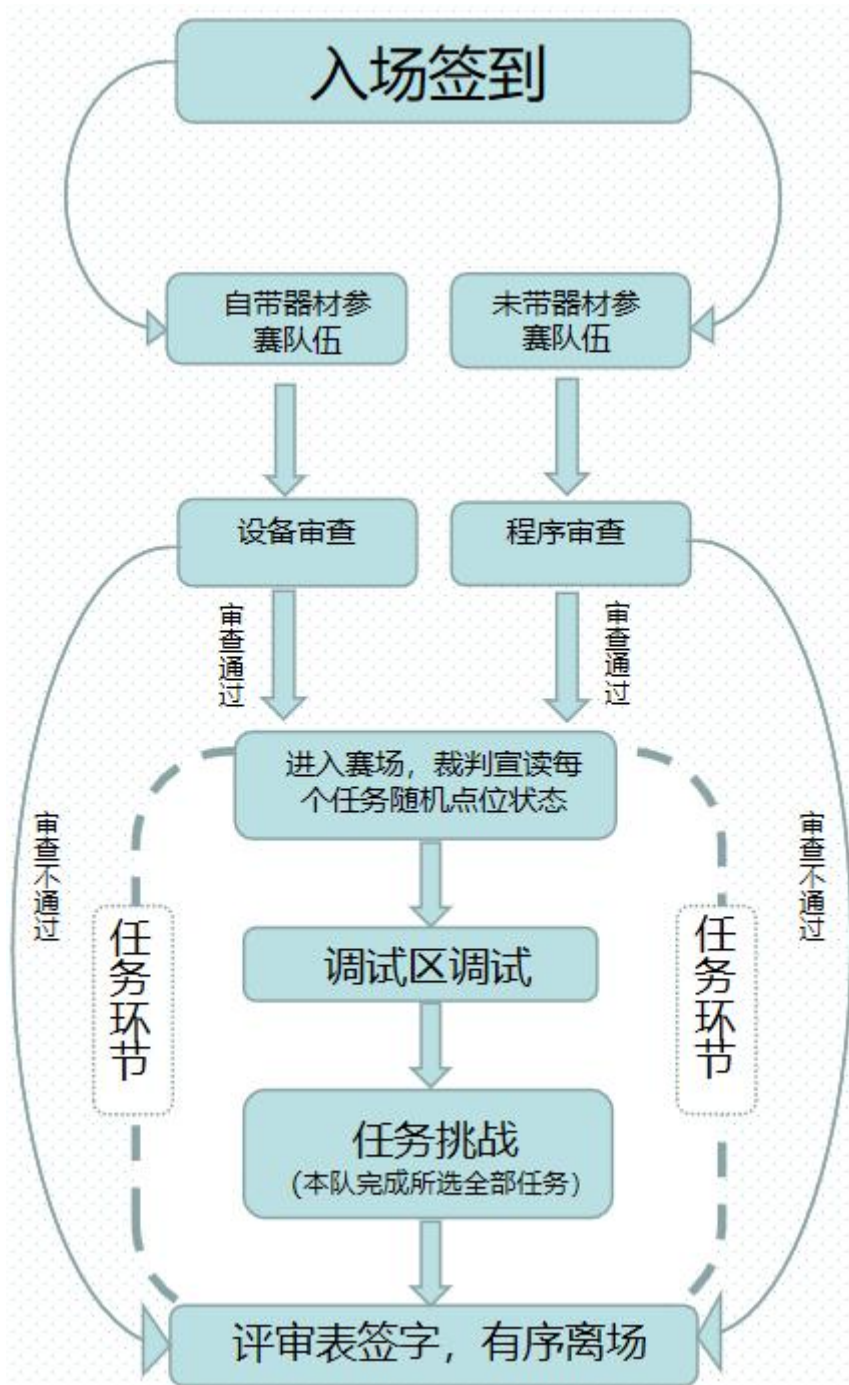 入场签到
自带器材参
赛队伍
未带器材参
赛队伍
设备审查
程序审查
审查通过
审查通过
进入赛场，裁判宣读每
个任务随机点位状态
审查不通过
审查不通过
任务环节
任务环节
调试区调试
任务挑战
（本队完成所选全部任务）
评审表签字，有序离场